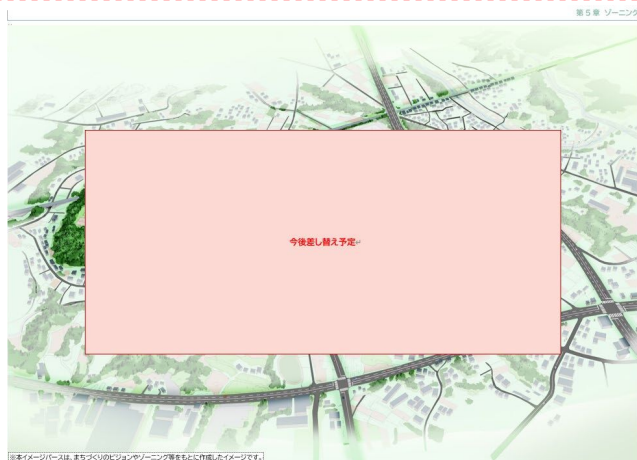 第5章 ゾーニング
今後差し替え予定↵
※本イメージパースは、まちづくりのビジョンやゾーニング等をもとに作成したイメージです。